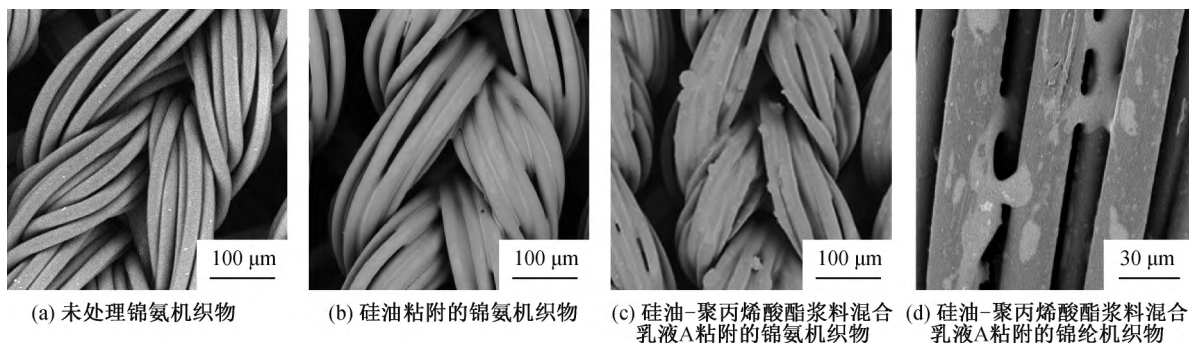 100 μm
100 μm
100 μm
30 μm
(a) 未处理锦氨机织物
(b) 硅油粘附的锦氨机织物
(c) 硅油-聚丙烯酸酯浆料混合
乳液A粘附的锦氨机织物
(d) 硅油-聚丙烯酸酯浆料混合
乳液A粘附的锦纶机织物